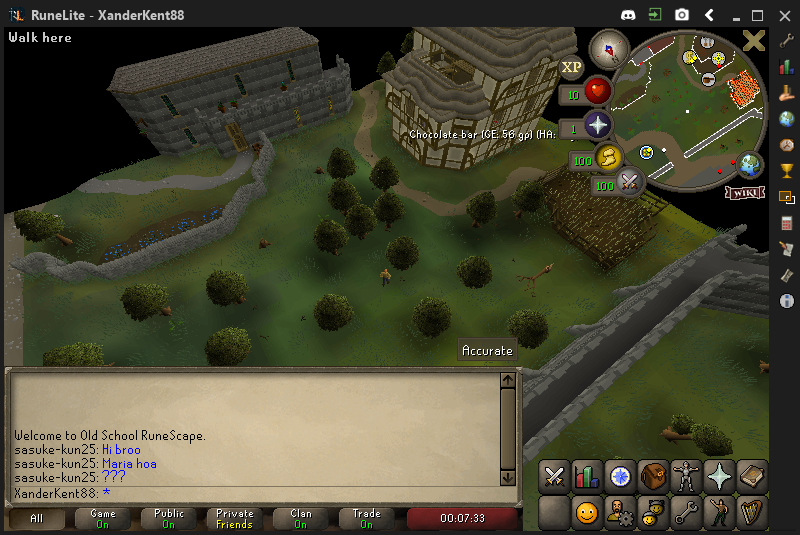 RuneLite - XanderKent88
Walk here
XP
10
Chocolate bar (GE: 56 gp) (HA:
1
100
100
WIKI
Accurate
Welcome to Old School RuneScape.
sasuke-kun25: Hi broo
sasuke-kun25: Maria hoa
sasuke-kun25: ???
XanderKent88: *
All
Game
On
Public
On
Private
Friends
Clan
On
Trade
On
00:07:33